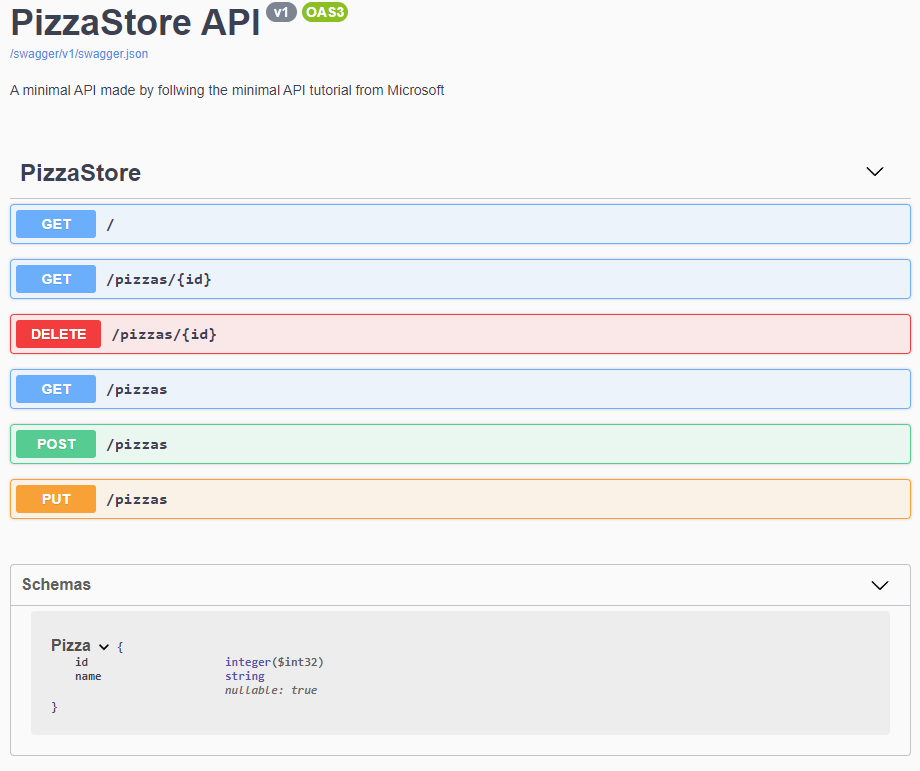 PizzaStore API v1 OAS3
/swagger/v1/swagger.json
A minimal API made by follwing the minimal API tutorial from Microsoft
PizzaStore
GET /
GET /pizzas/{id}
DELETE /pizzas/{id}
GET /pizzas
POST /pizzas
PUT /pizzas
Schemas
Pizza {
id integer($int32)
name string
nullable: true
}